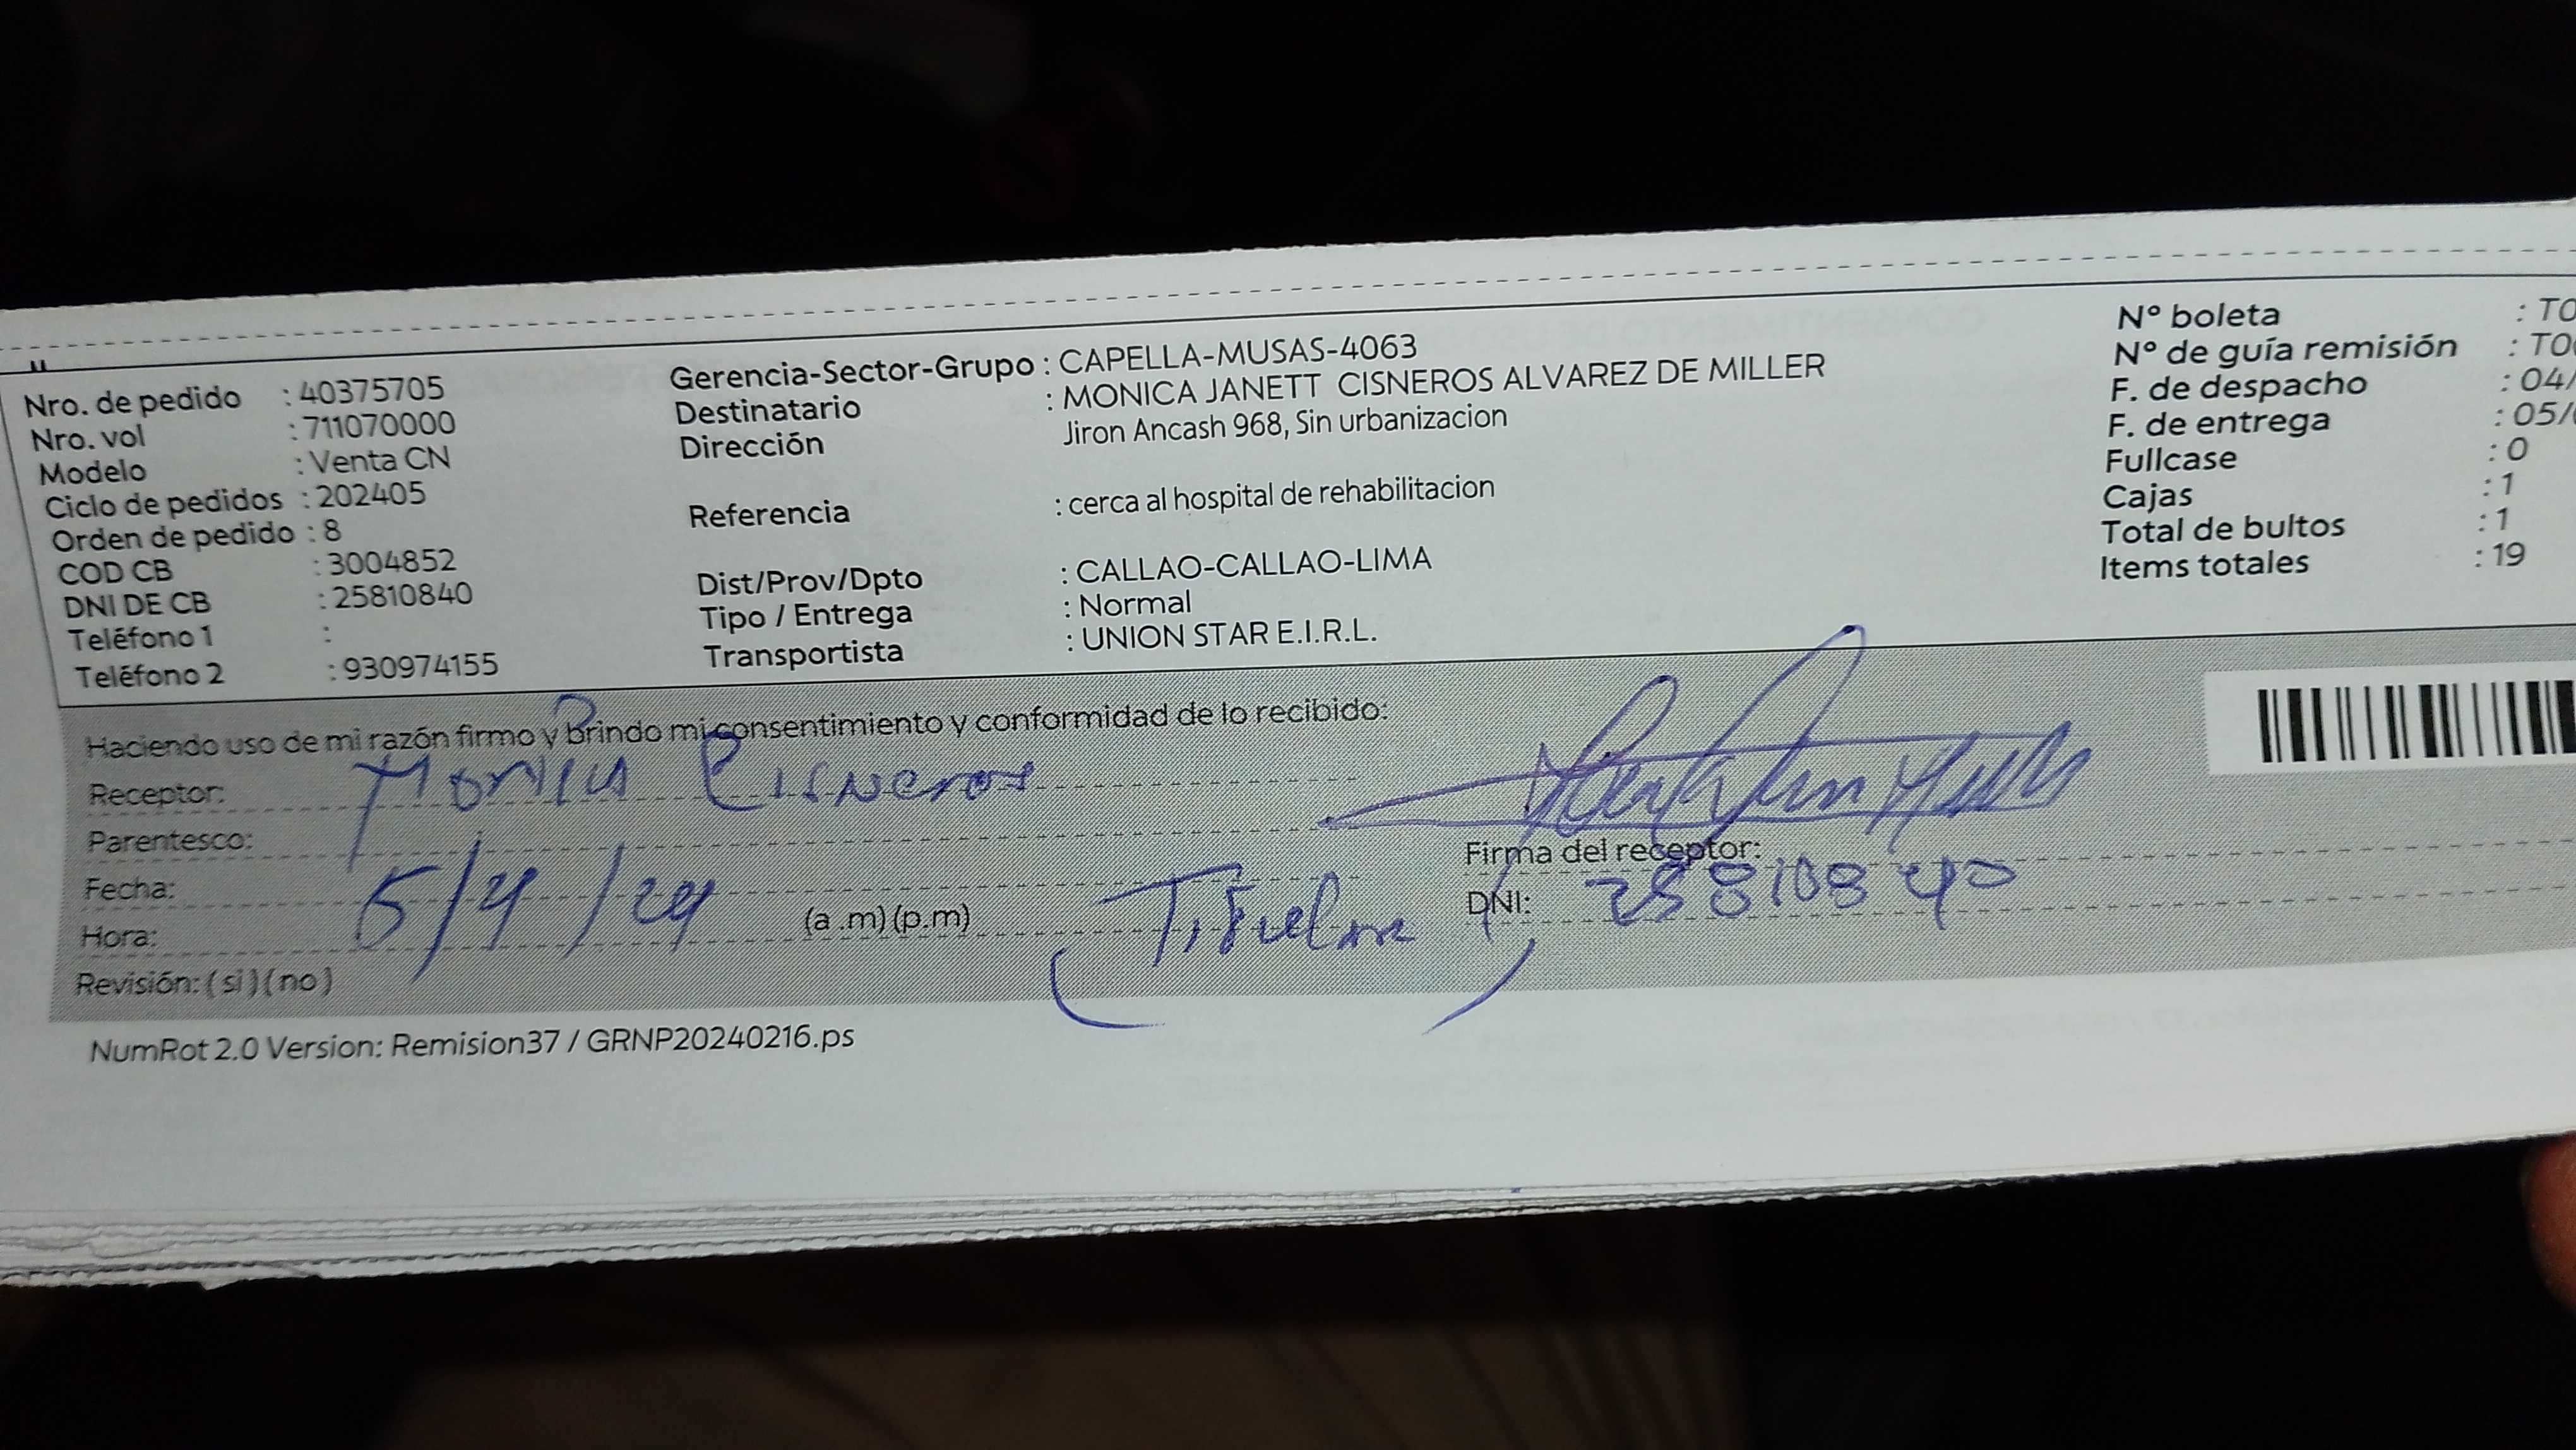 Nro. de pedido : 40375705
Nro. vol : 711070000
Modelo : Venta CN
Ciclo de pedidos : 202405
Orden de pedido : 8
COD CB : 3004852
DNI DE CB : 25810840
Teléfono 1 :
Teléfono 2 : 930974155
Gerencia-Sector-Grupo : CAPELLA-MUSAS-4063
Destinatario : MONICA JANETT CISNEROS ALVAREZ DE MILLER
Dirección Jiron Ancash 968, Sin urbanizacion
Referencia : cerca al hospital de rehabilitacion
Dist/Prov/Dpto : CALLAO-CALLAO-LIMA
Tipo / Entrega : Normal
Transportista : UNION STAR E.I.R.L.
Nº boleta : TO
Nº de guía remisión : TO
F. de despacho : 04/
F. de entrega : 05/
Fullcase : 0
Cajas : 1
Total de bultos : 1
Items totales : 19
Haciendo uso de mi razón firmo y brindo mi consentimiento y conformidad de lo recibido:
Receptor: Monica Cisneros
Parentesco:
Firma del receptor:
Fecha: 5/4/24
DNI:
Hora: (a .m) (p.m) (Titular)
Revisión: ( si ) ( no )
NumRot 2.0 Version: Remision37 / GRNP20240216.ps